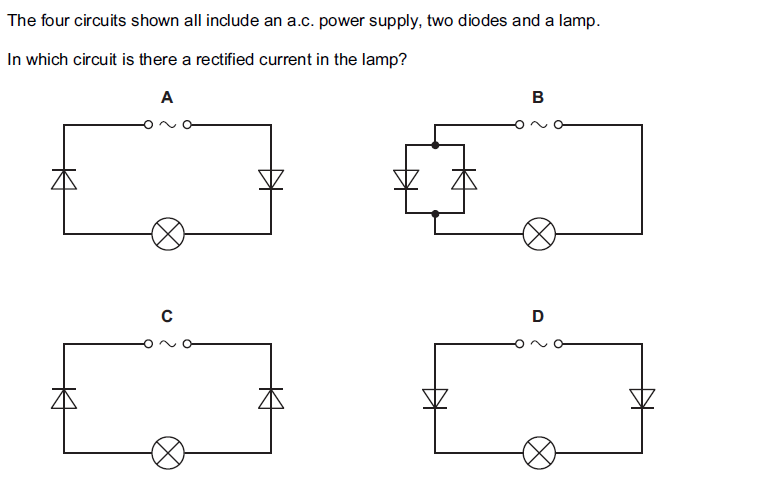 The four circuits shown all include an a.c. power supply, two diodes and a lamp.
In which circuit is there a rectified current in the lamp?
A
B
C
D